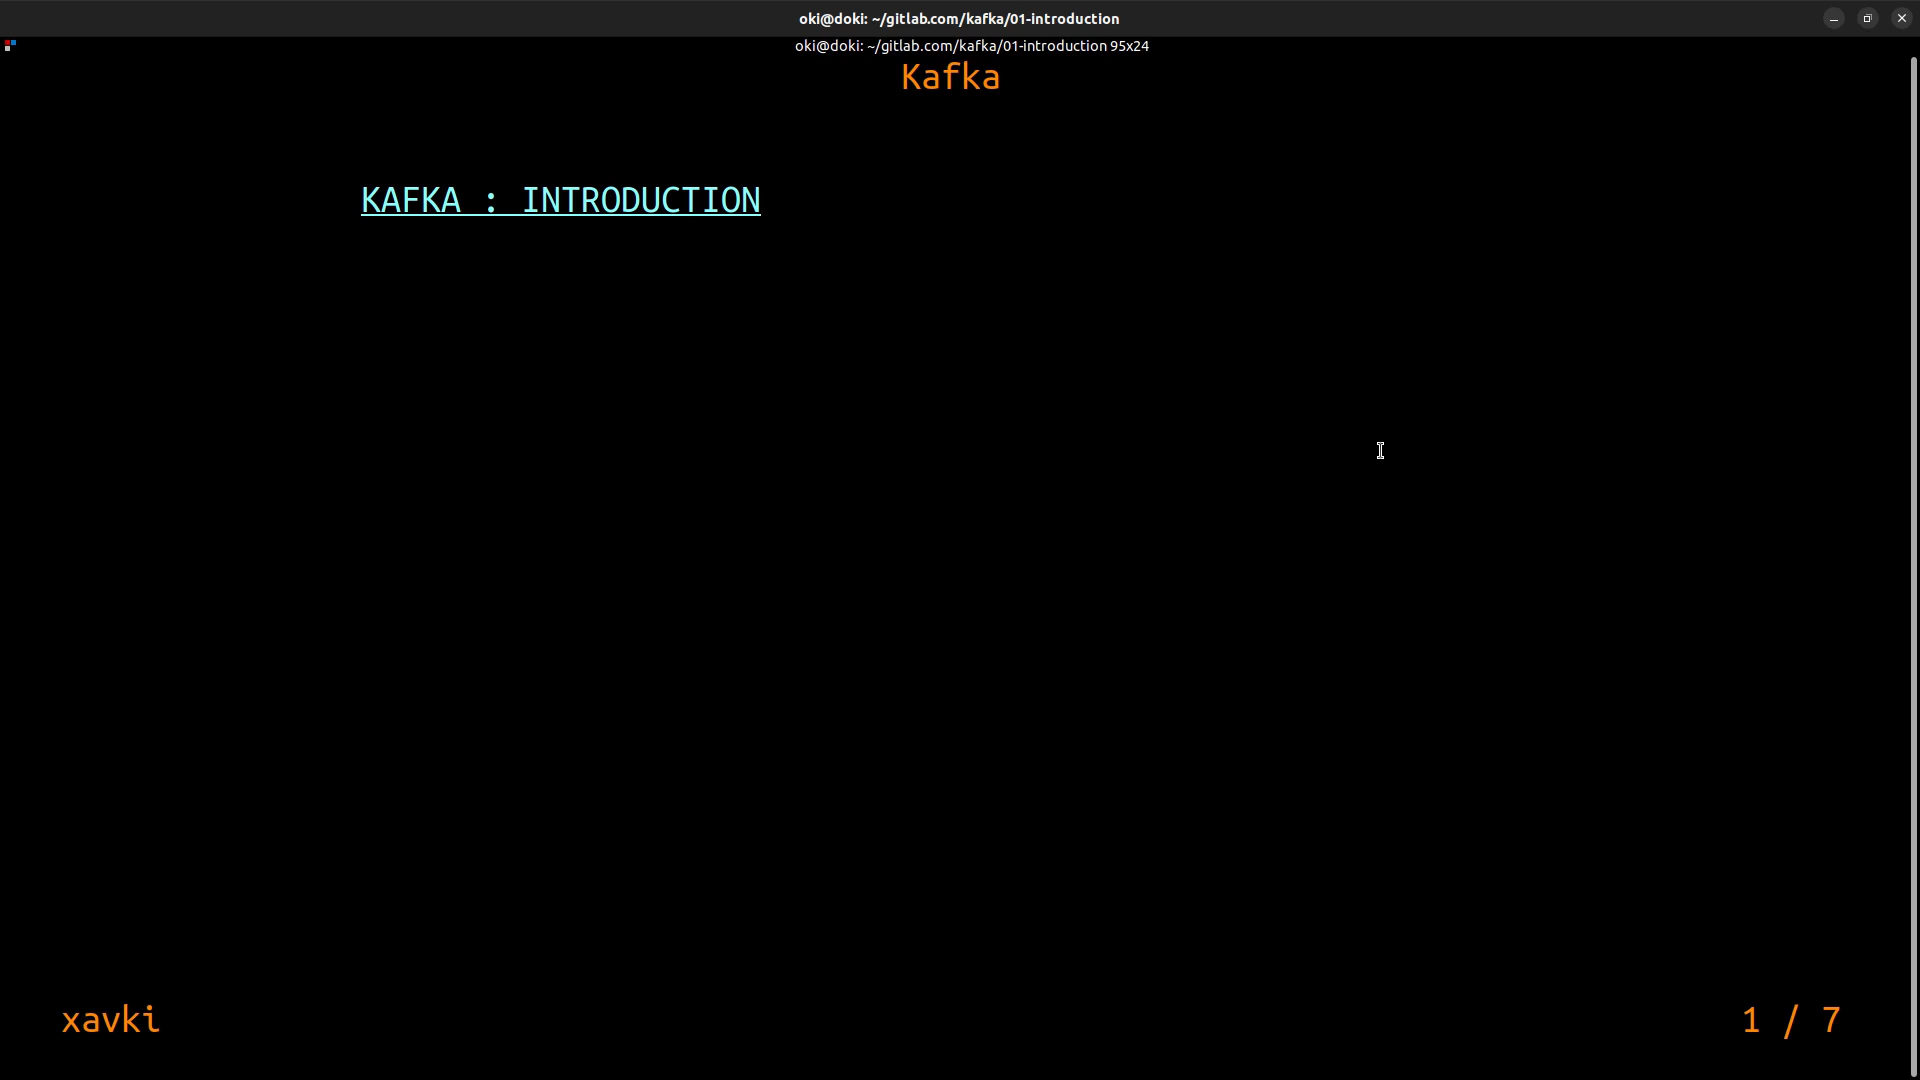 oki@doki: ~/gitlab.com/kafka/01-introduction
oki@doki: ~/gitlab.com/kafka/01-introduction 95x24
Kafka
KAFKA : INTRODUCTION
xavki
1 / 7